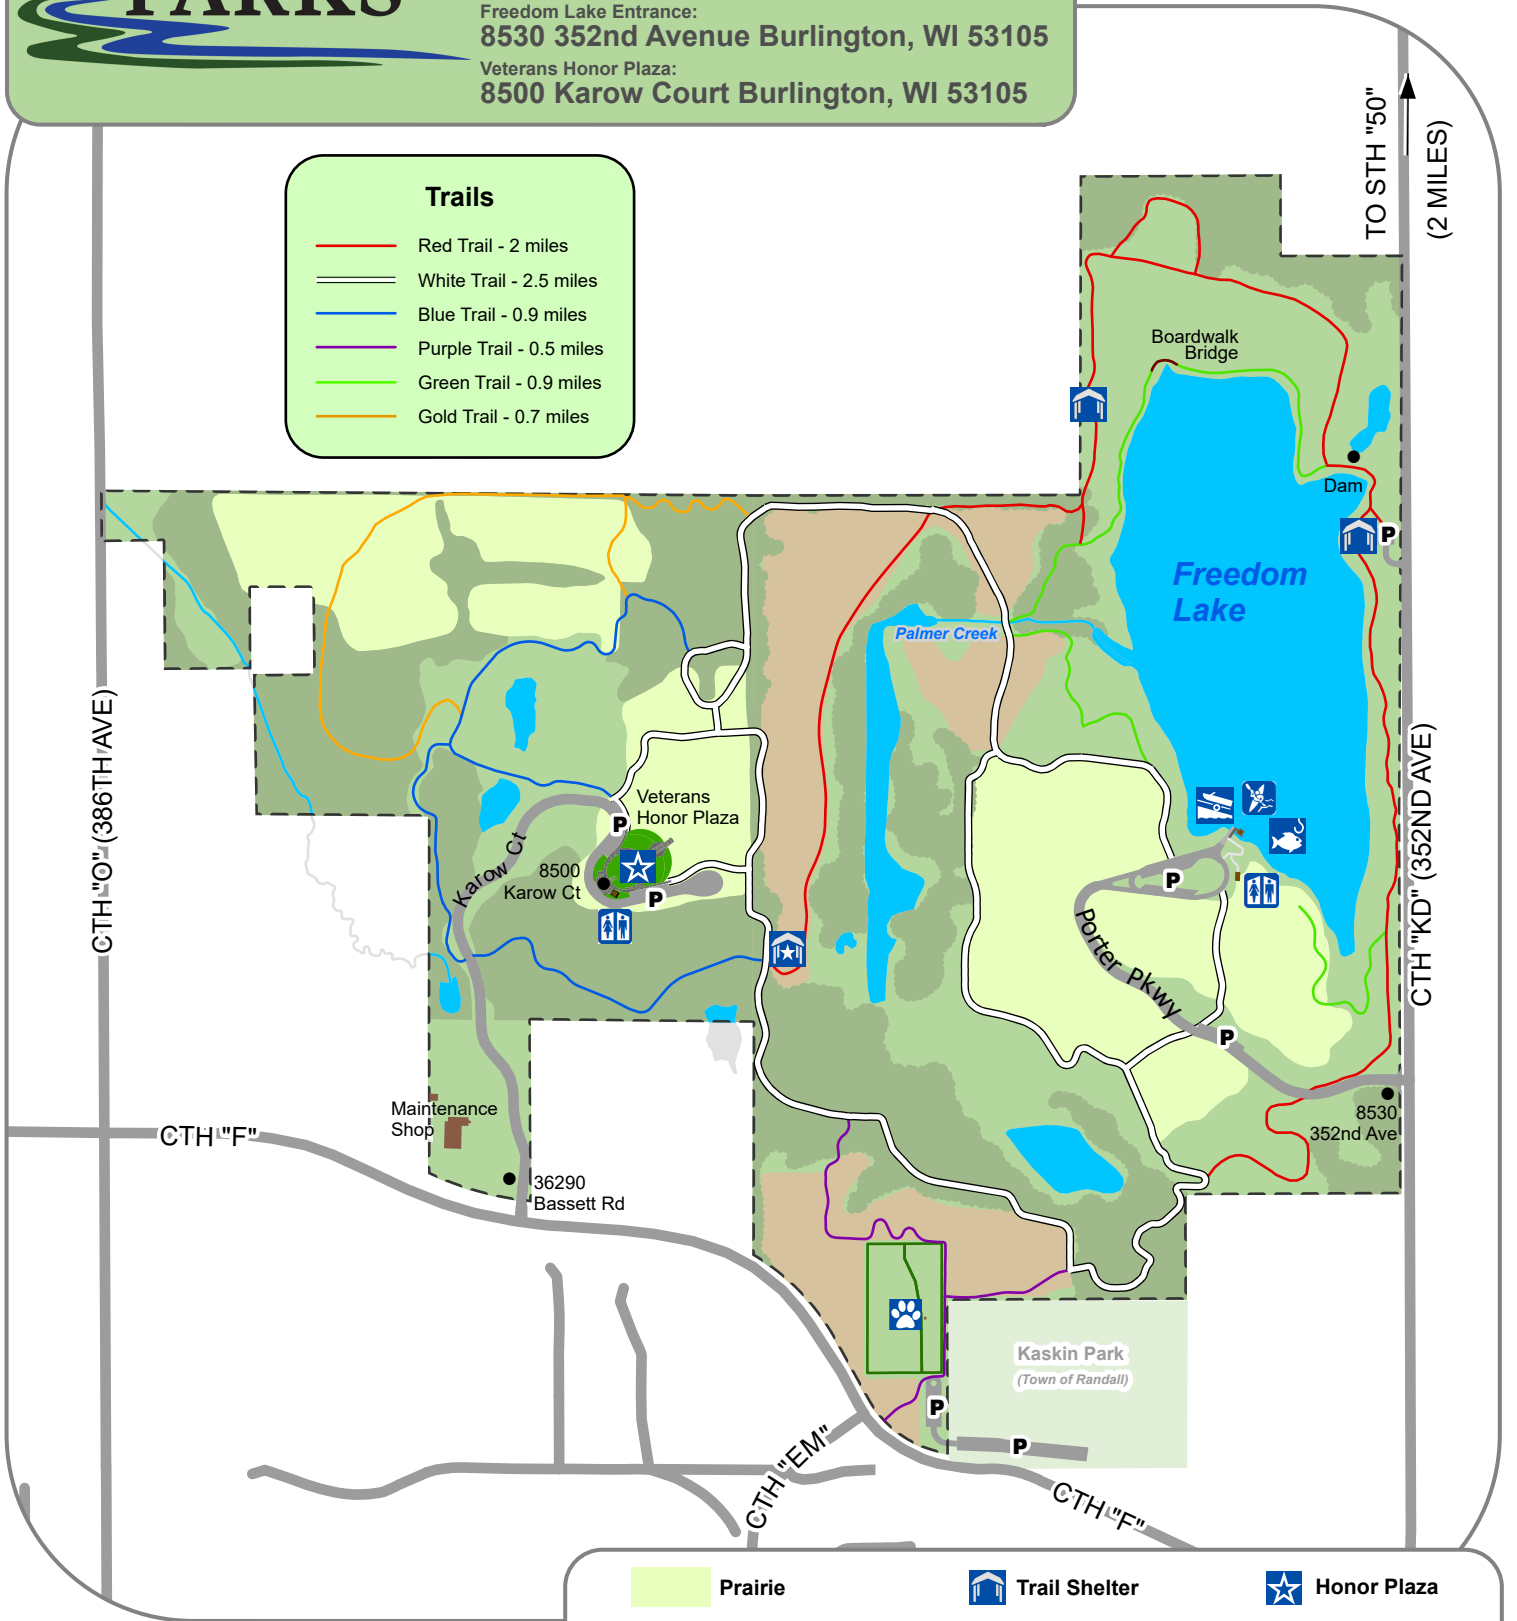 PARKS
Freedom Lake Entrance:
8530 352nd Avenue Burlington, WI 53105
Veterans Honor Plaza:
8500 Karow Court Burlington, WI 53105
TO STH "50"
(2 MILES)
Trails
Red Trail - 2 miles
White Trail - 2.5 miles
Blue Trail - 0.9 miles
Purple Trail - 0.5 miles
Green Trail - 0.9 miles
Gold Trail - 0.7 miles
Boardwalk
Bridge
Dam
P
Freedom
Lake
Palmer Creek
CTH "O" (386TH AVE)
CTH "KD" (352ND AVE)
Veterans
Honor Plaza
P
Karow Ct
8500
Karow Ct
P
P
Porter Pkwy
P
8530
352nd Ave
Maintenance
Shop
CTH "F"
36290
Bassett Rd
Kaskin Park
(Town of Randall)
P
P
CTH "EM"
CTH "F"
Prairie
Trail Shelter
Honor Plaza